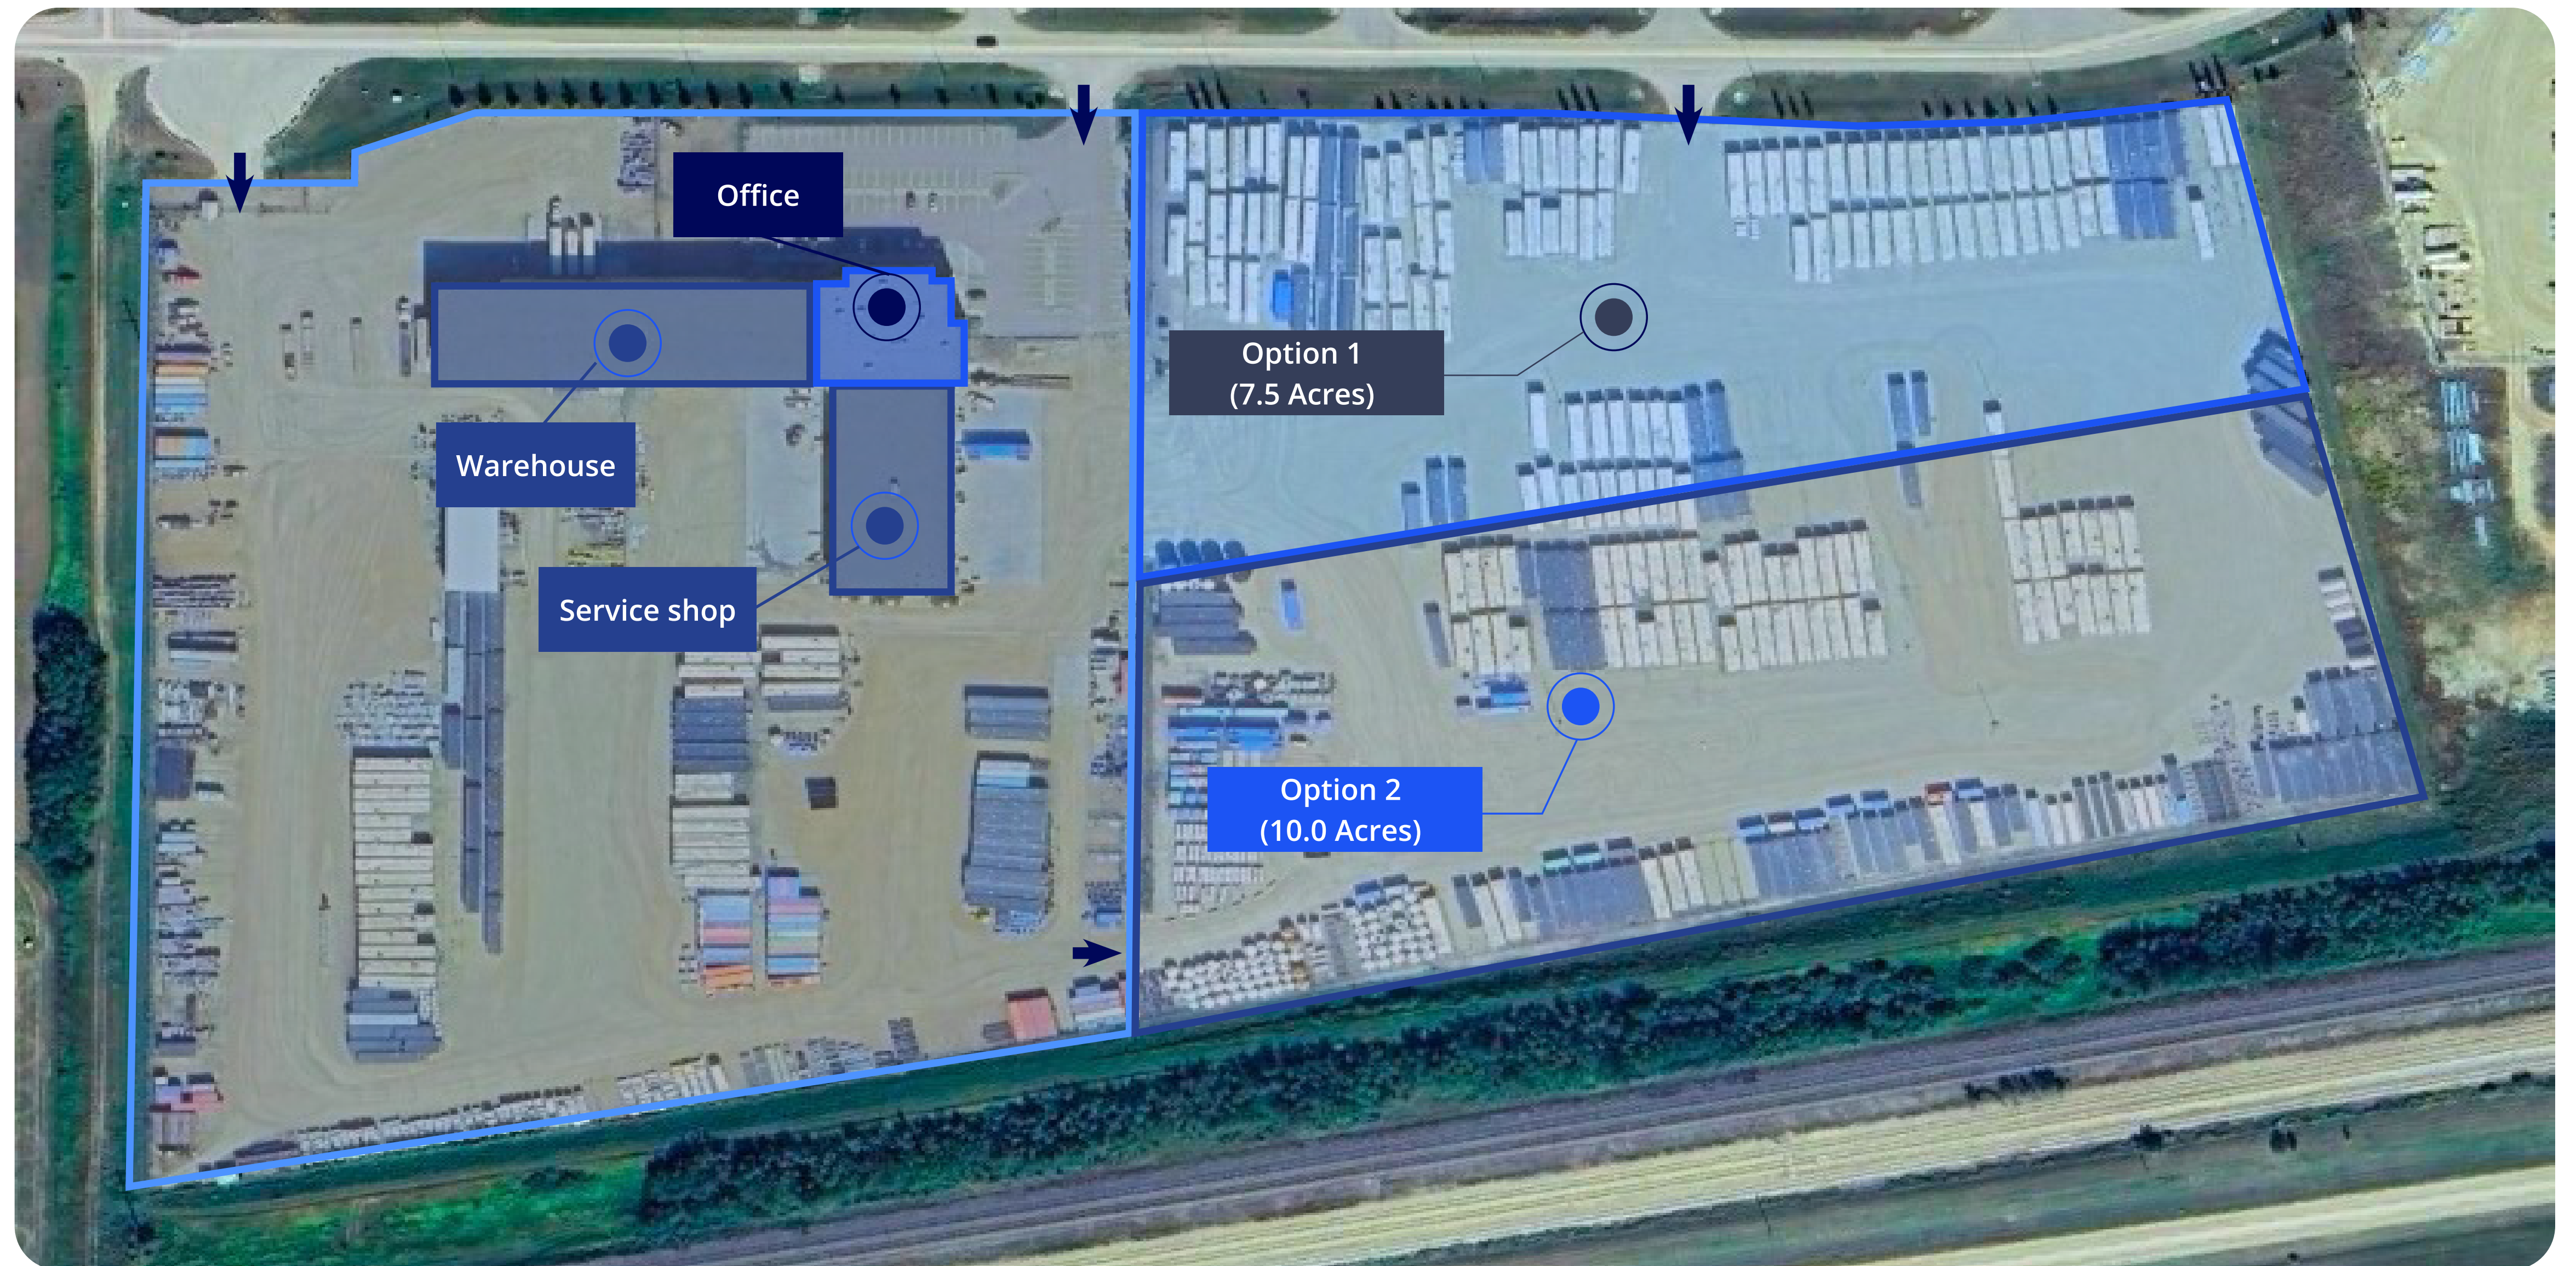 Office
Warehouse
Service shop
Option 1
(7.5 Acres)
Option 2
(10.0 Acres)